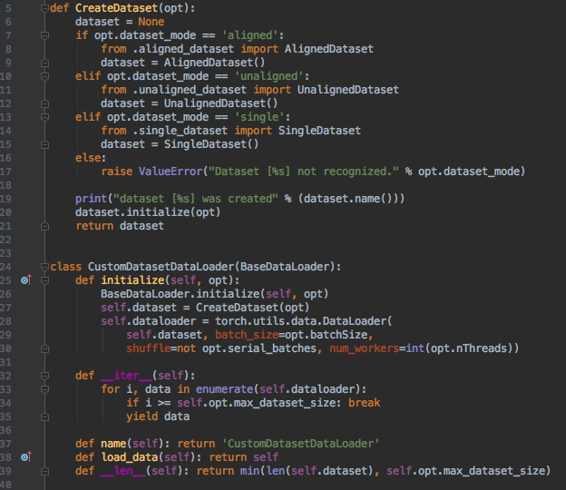 5 def CreateDataset(opt):
6     dataset = None
7     if opt.dataset_mode == 'aligned':
8         from .aligned_dataset import AlignedDataset
9         dataset = AlignedDataset()
10     elif opt.dataset_mode == 'unaligned':
11         from .unaligned_dataset import UnalignedDataset
12         dataset = UnalignedDataset()
13     elif opt.dataset_mode == 'single':
14         from .single_dataset import SingleDataset
15         dataset = SingleDataset()
16     else:
17         raise ValueError("Dataset [%s] not recognized." % opt.dataset_mode)
18
19     print("dataset [%s] was created" % (dataset.name()))
20     dataset.initialize(opt)
21     return dataset
22
23
24 class CustomDatasetDataLoader(BaseDataLoader):
25     def initialize(self, opt):
26         BaseDataLoader.initialize(self, opt)
27         self.dataset = CreateDataset(opt)
28         self.dataloader = torch.utils.data.DataLoader(
29             self.dataset, batch_size=opt.batchSize,
30             shuffle=not opt.serial_batches, num_workers=int(opt.nThreads))
31
32     def __iter__(self):
33         for i, data in enumerate(self.dataloader):
34             if i >= self.opt.max_dataset_size: break
35             yield data
36
37     def name(self): return 'CustomDatasetDataLoader'
38     def load_data(self): return self
39     def __len__(self): return min(len(self.dataset), self.opt.max_dataset_size)
40